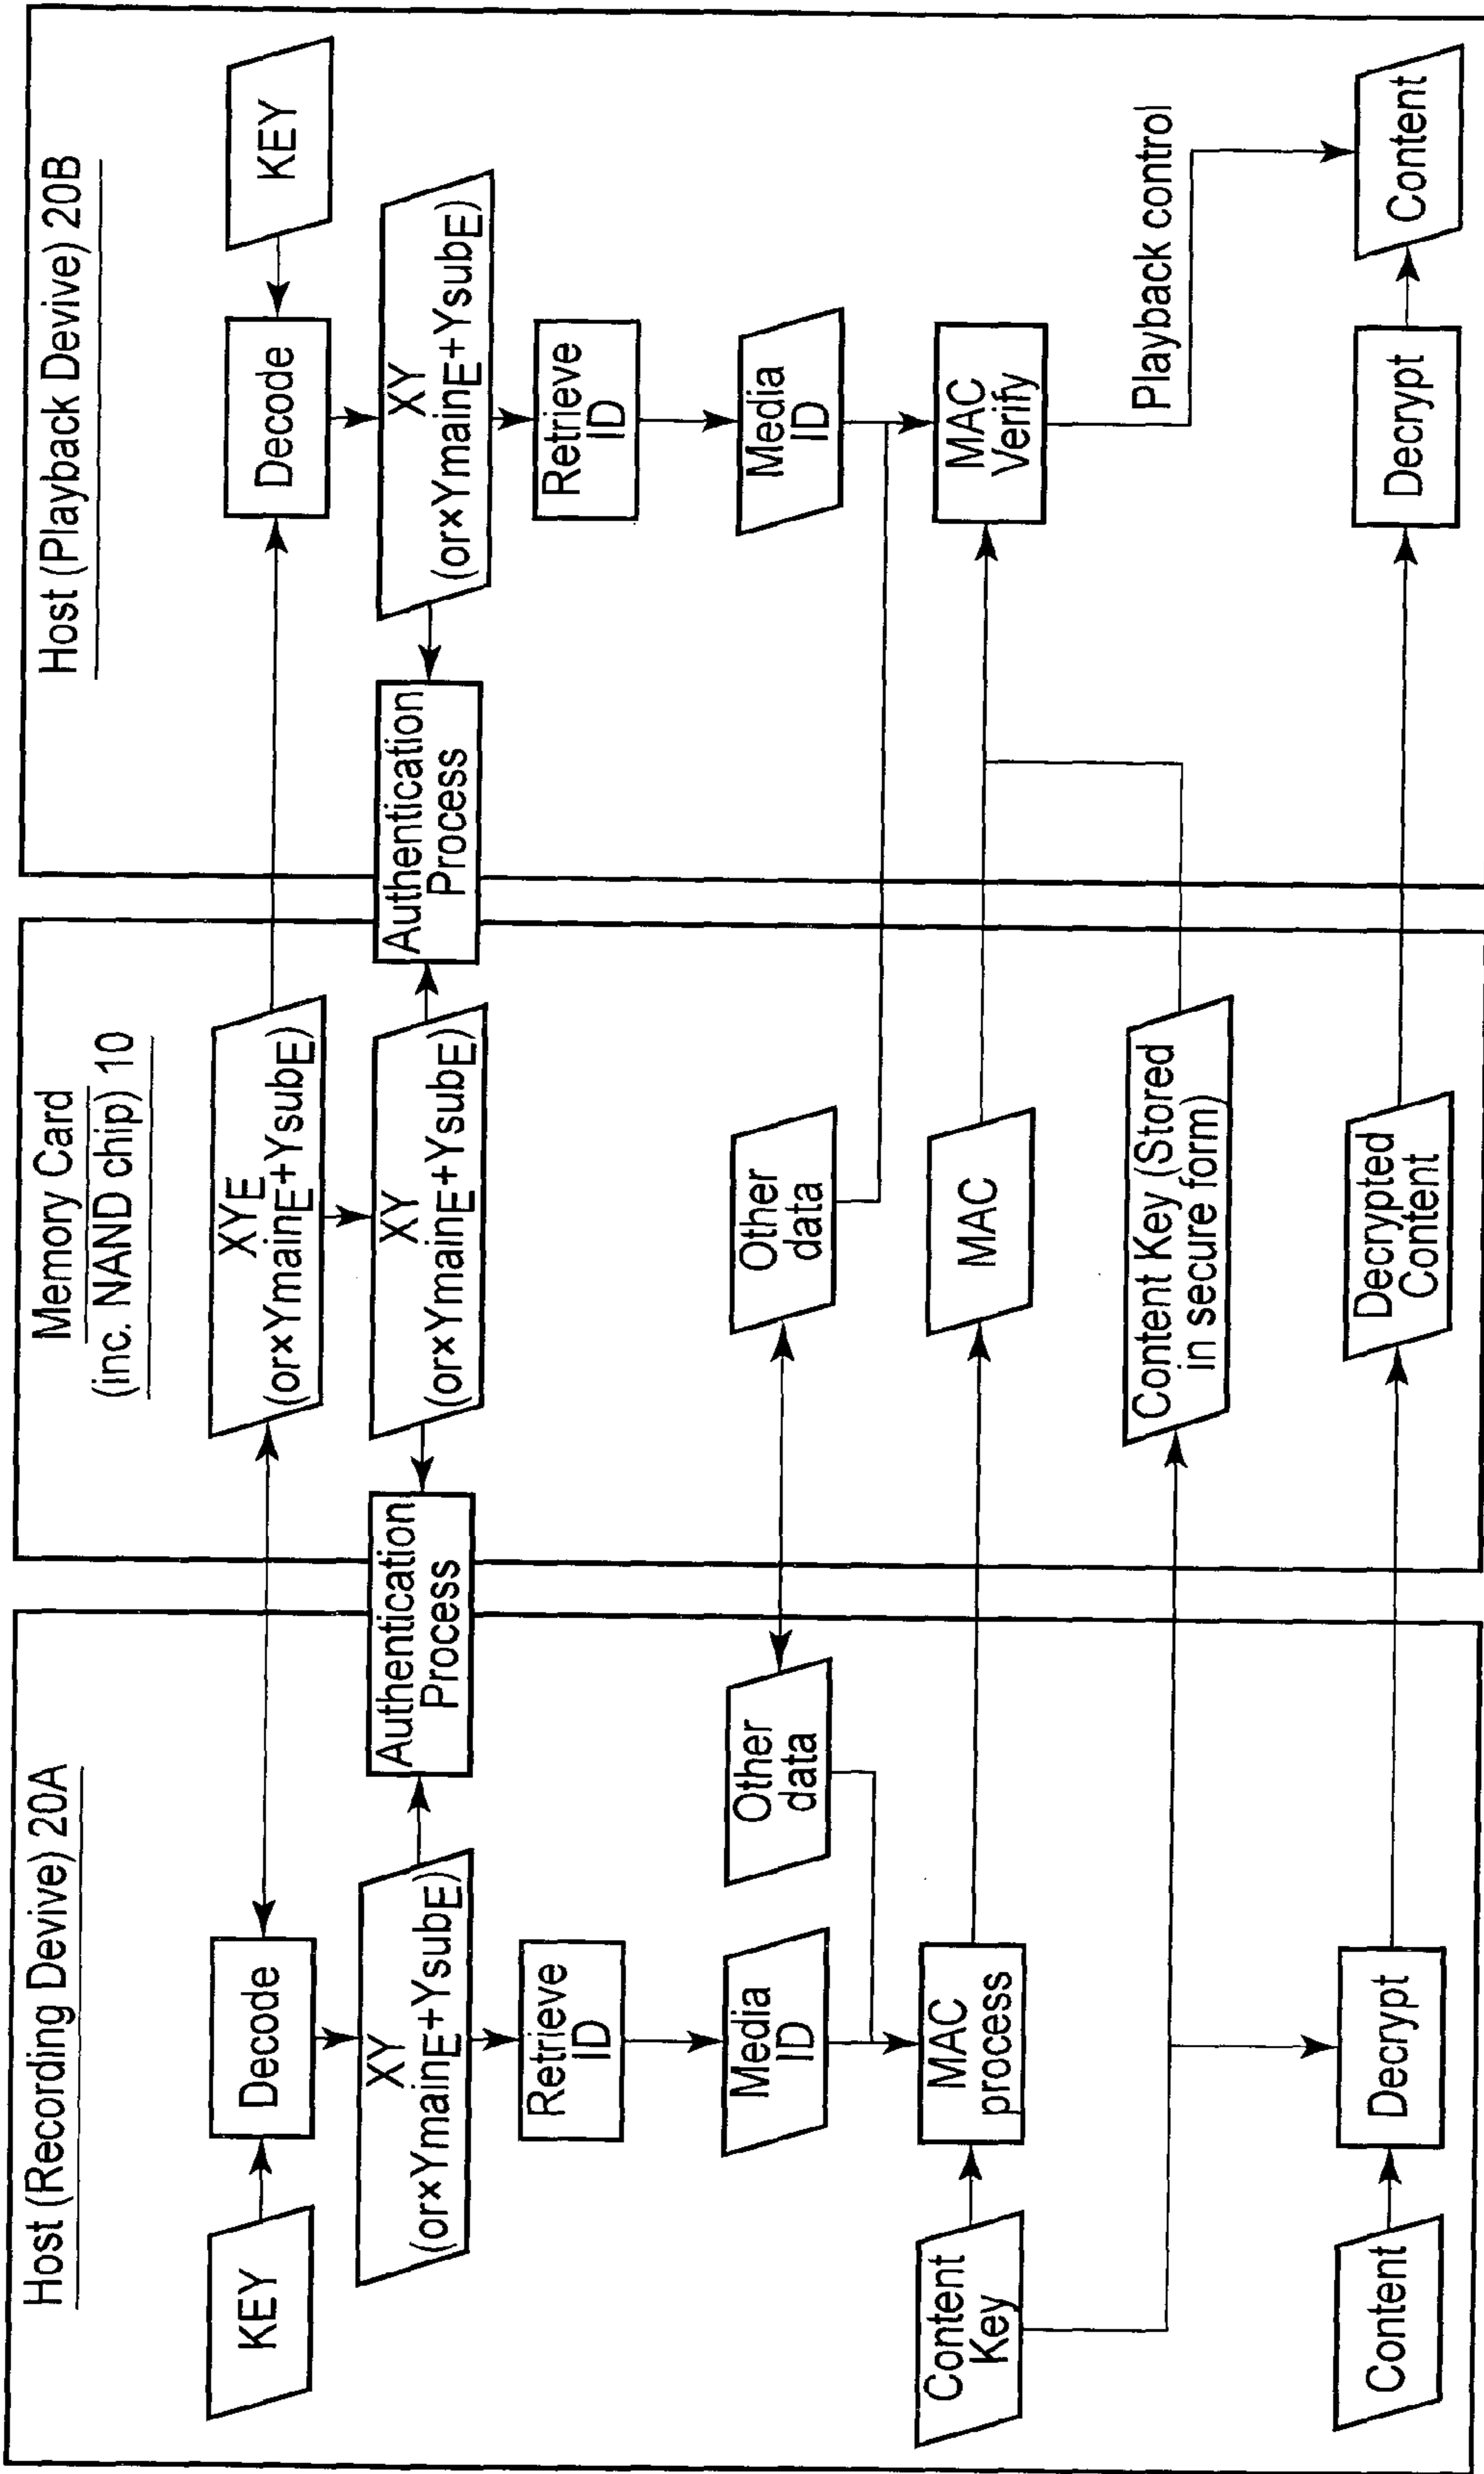 Host (Recording Devive) 20A
KEY
Decode
XY
(or×YmainE+YsubE)
Authentication
Process
Retrieve
ID
Media
ID
Other
data
Content
Key
MAC
process
Content
Decrypt
Memory Card
(inc. NAND chip) 10
XYE
(or×YmainE+YsubE)
XY
(or×YmainE+YsubE)
Other
data
MAC
Content Key (Stored
in secure form)
Decrypted
Content
Host (Playback Devive) 20B
KEY
Decode
XY
(or×YmainE+YsubE)
Authentication
Process
Retrieve
ID
Media
ID
MAC
Verify
Playback control
Decrypt
Content